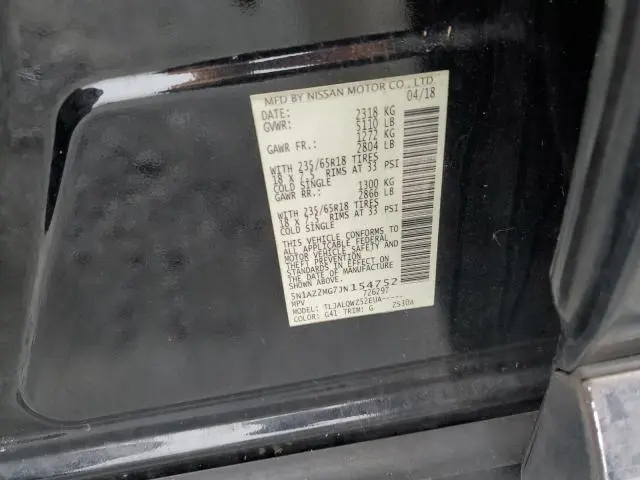 MFD BY NISSAN MOTOR CO., LTD.
DATE: 04/18
GVWR: 2318 KG
5110 LB
GAWR FR.: 1272 KG
2804 LB
WITH 235/65R18 TIRES
18 X 7.5 RIMS AT 33 PSI
COLD SINGLE
GAWR RR.: 1300 KG
2866 LB
WITH 235/65R18 TIRES
18 X 7.5 RIMS AT 33 PSI
COLD SINGLE
THIS VEHICLE CONFORMS TO
ALL APPLICABLE FEDERAL
MOTOR VEHICLE SAFETY AND
THEFT PREVENTION
STANDARDS IN EFFECT ON
THE DATE OF MANUFACTURE
SHOWN ABOVE.
5N1AZ2MG7JN154752
MPV 726297
MODEL: TLJALQWZ52EUA-----
COLOR: G41 TRIM: G